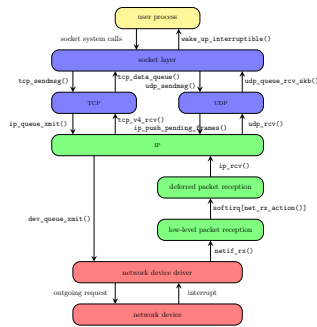 user process
socket system calls wake_up_interruptible()
socket layer
tcp_sendmsg() tcp_data_queue() udp_queue_rcv_skb()
udp_sendmsg()
TCP UDP
ip_queue_xmit() tcp_v4_rcv() udp_rcv()
ip_push_pending_frames()
IP
ip_rcv()
deferred packet reception
softirq[net_rx_action()]
dev_queue_xmit()
low-level packet reception
netif_rx()
network device driver
outgoing request interrupt
network device